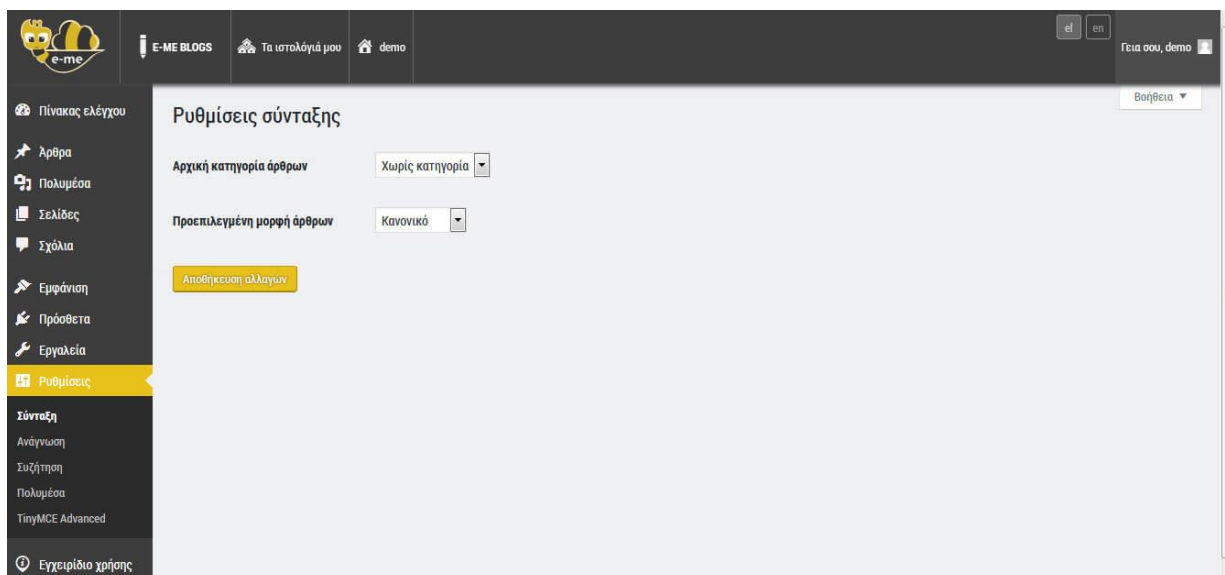 e-me
E-ME BLOGS
Τα ιστολόγιά μου
demo
el
en
Γεια σου, demo
Βοήθεια
Πίνακας ελέγχου
Άρθρα
Πολυμέσα
Σελίδες
Σχόλια
Εμφάνιση
Πρόσθετα
Εργαλεία
Ρυθμίσεις
Σύνταξη
Ανάγνωση
Συζήτηση
Πολυμέσα
TinyMCE Advanced
Εγχειρίδιο χρήσης
Ρυθμίσεις σύνταξης
Αρχική κατηγορία άρθρων
Χωρίς κατηγορία
Προεπιλεγμένη μορφή άρθρων
Κανονικό
Αποθήκευση αλλαγών